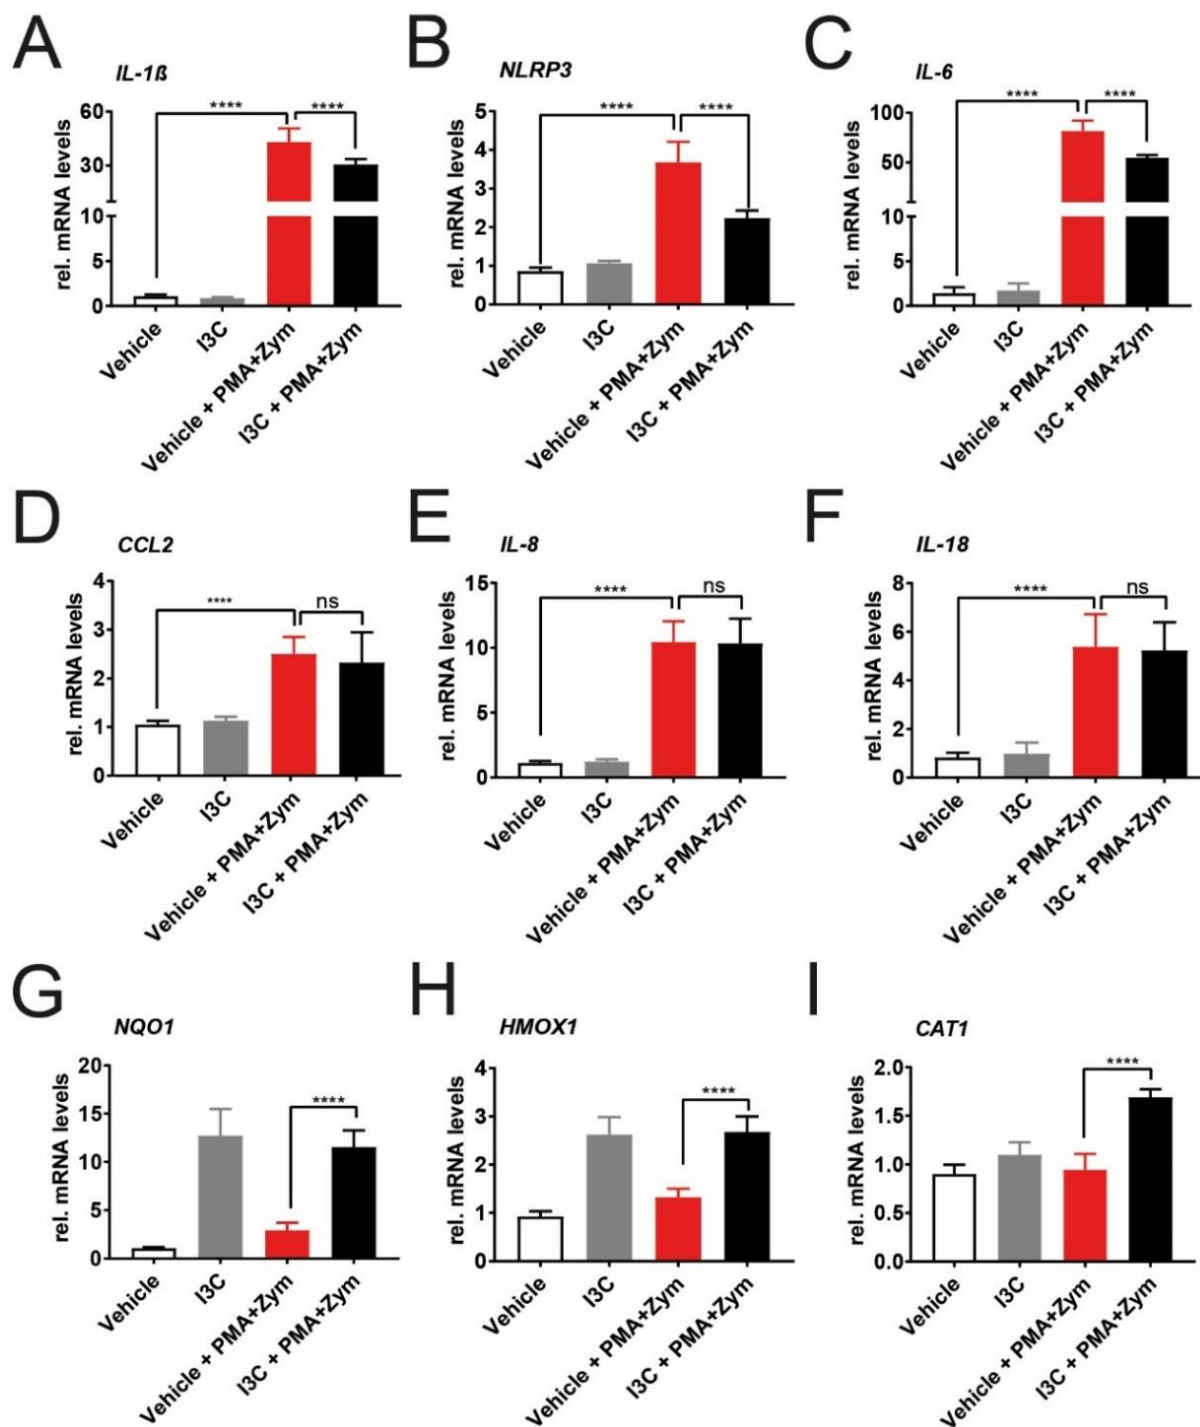 A
IL-1ß
rel. mRNA levels
60
30
10
5
0
****
****
Vehicle
I3C
Vehicle + PMA+Zym
I3C + PMA+Zym
B
NLRP3
rel. mRNA levels
5
4
3
2
1
0
****
****
Vehicle
I3C
Vehicle + PMA+Zym
I3C + PMA+Zym
C
IL-6
rel. mRNA levels
100
50
10
5
0
****
****
Vehicle
I3C
Vehicle + PMA+Zym
I3C + PMA+Zym
D
CCL2
rel. mRNA levels
4
3
2
1
0
****
ns
Vehicle
I3C
Vehicle + PMA+Zym
I3C + PMA+Zym
E
IL-8
rel. mRNA levels
15
10
5
0
****
ns
Vehicle
I3C
Vehicle + PMA+Zym
I3C + PMA+Zym
F
IL-18
rel. mRNA levels
8
6
4
2
0
****
ns
Vehicle
I3C
Vehicle + PMA+Zym
I3C + PMA+Zym
G
NQO1
rel. mRNA levels
20
15
10
5
0
****
Vehicle
I3C
Vehicle + PMA+Zym
I3C + PMA+Zym
H
HMOX1
rel. mRNA levels
4
3
2
1
0
****
Vehicle
I3C
Vehicle + PMA+Zym
I3C + PMA+Zym
I
CAT1
rel. mRNA levels
2.0
1.5
1.0
0.5
0.0
****
Vehicle
I3C
Vehicle + PMA+Zym
I3C + PMA+Zym